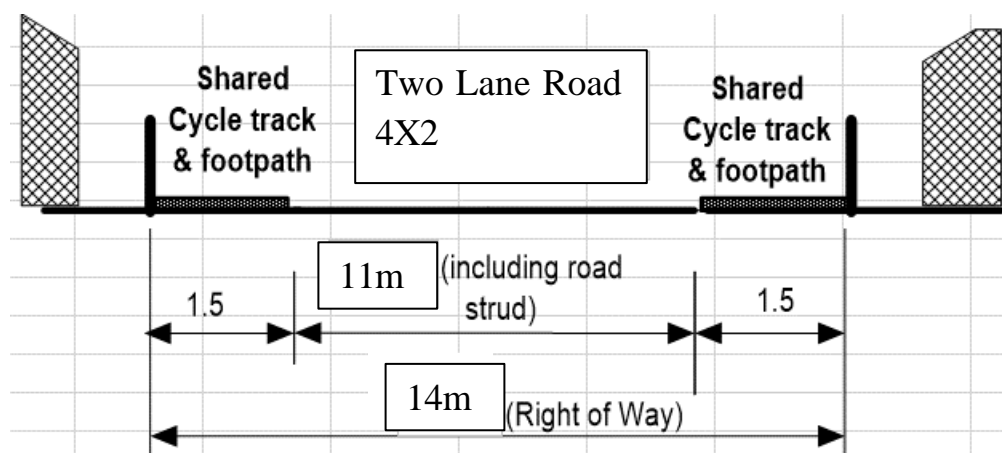 Shared
Cycle track
& footpath
Two Lane Road
4X2
Shared
Cycle track
& footpath
1.5
11m
(including road
strud)
1.5
14m
(Right of Way)